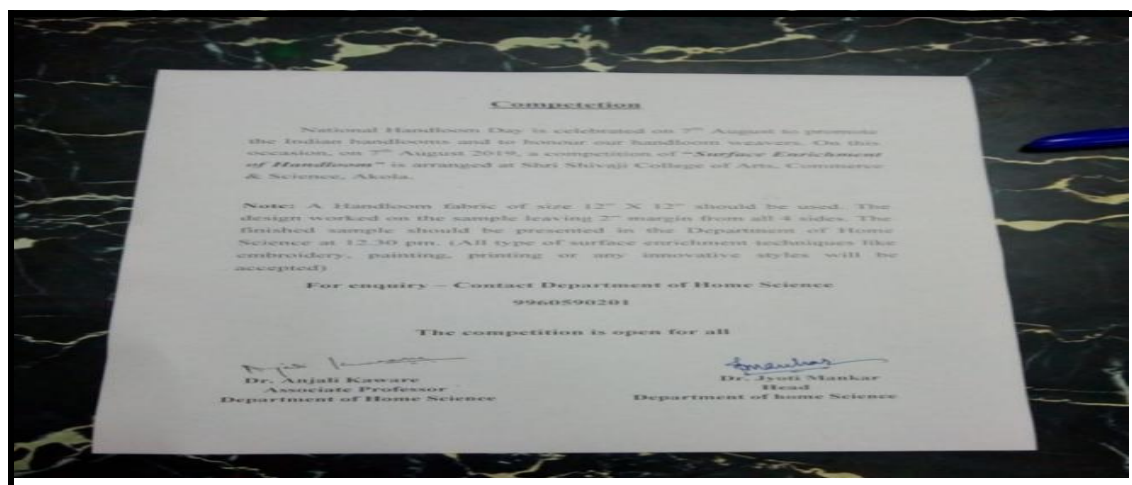 Competetion
National Handloom Day is celebrated on 7th August to promote
the Indian handlooms and to honour our handloom weavers. On this
occasion, on 7th August 2019, a competition of "Surface Enrichment
of Handloom" is arranged at Shri Shivaji College of Arts, Commerce
& Science, Akola.
Note: A Handloom fabric of size 12" X 12" should be used. The
design worked on the sample leaving 2" margin from all 4 sides. The
finished sample should be presented in the Department of Home
Science at 12.30 pm. (All type of surface enrichment techniques like
embroidery, painting, printing or any innovative styles will be
accepted)
For enquiry – Contact Department of Home Science
9960590201
The competition is open for all
Dr. Anjali Kaware
Dr. Jyoti Mankar
Associate Professor
Head
Department of Home Science
Department of home Science